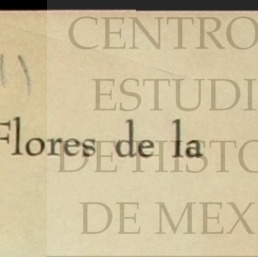 CENTRO
ESTUDI
Flores de la
DE HISTO
DE MEX